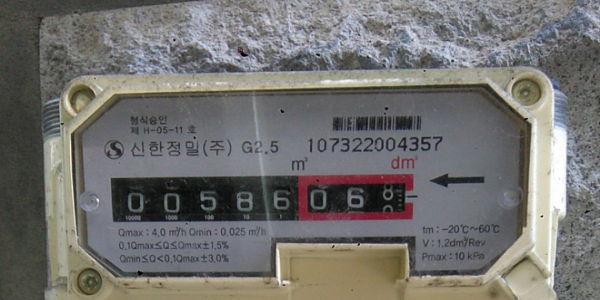 형식승인
제 H-05-11 호
신한정밀(주) G2.5 107322004357
m³ dm³
00586 06
10000 1000 100 10 1
Qmax : 4,0 m³/h Qmin : 0,025 m³/h
0,1Qmax≤Q≤Qmax±1,5%
Qmin≤Q<0,1Qmax±3,0%
tm : -20℃~60℃
V : 1,2dm³/Rev
Pmax : 10 kPa